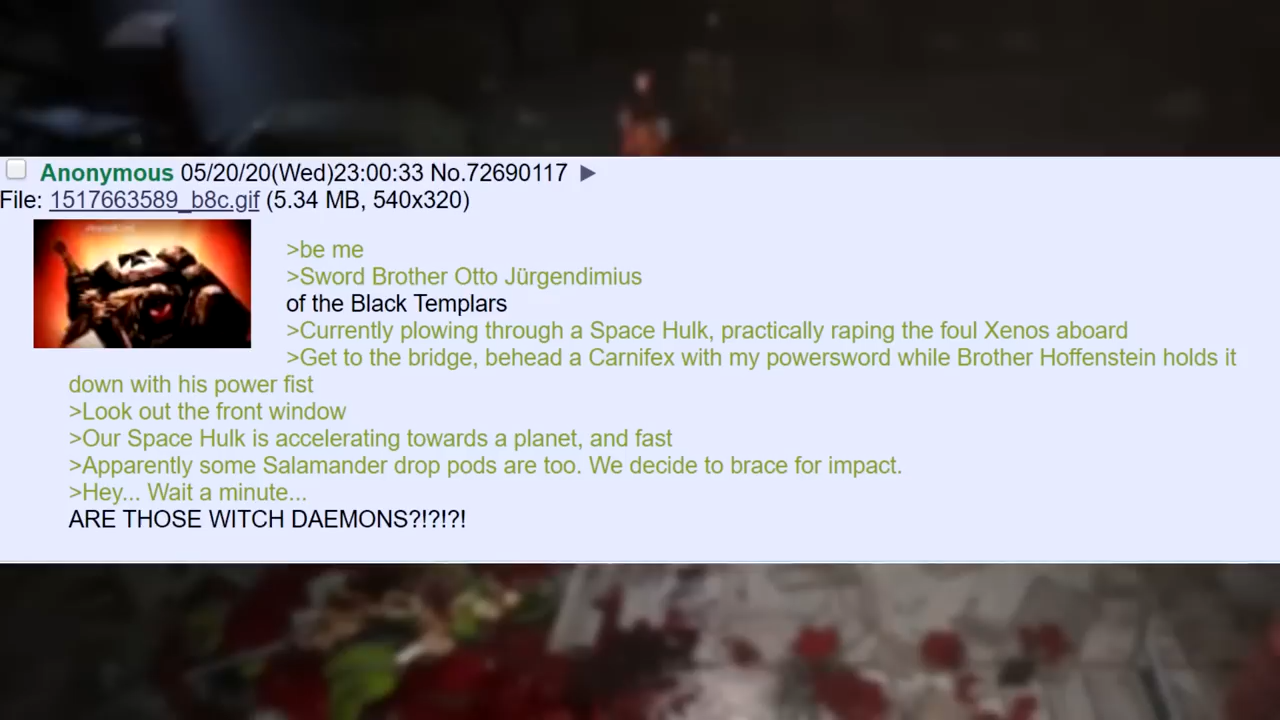 Anonymous 05/20/20(Wed)23:00:33 No.72690117 ▶
File: 1517663589_b8c.gif (5.34 MB, 540x320)
>be me
>Sword Brother Otto Jürgendimius
of the Black Templars
>Currently plowing through a Space Hulk, practically raping the foul Xenos aboard
>Get to the bridge, behead a Carnifex with my powersword while Brother Hoffenstein holds it
down with his power fist
>Look out the front window
>Our Space Hulk is accelerating towards a planet, and fast
>Apparently some Salamander drop pods are too. We decide to brace for impact.
>Hey... Wait a minute...
ARE THOSE WITCH DAEMONS?!?!?!